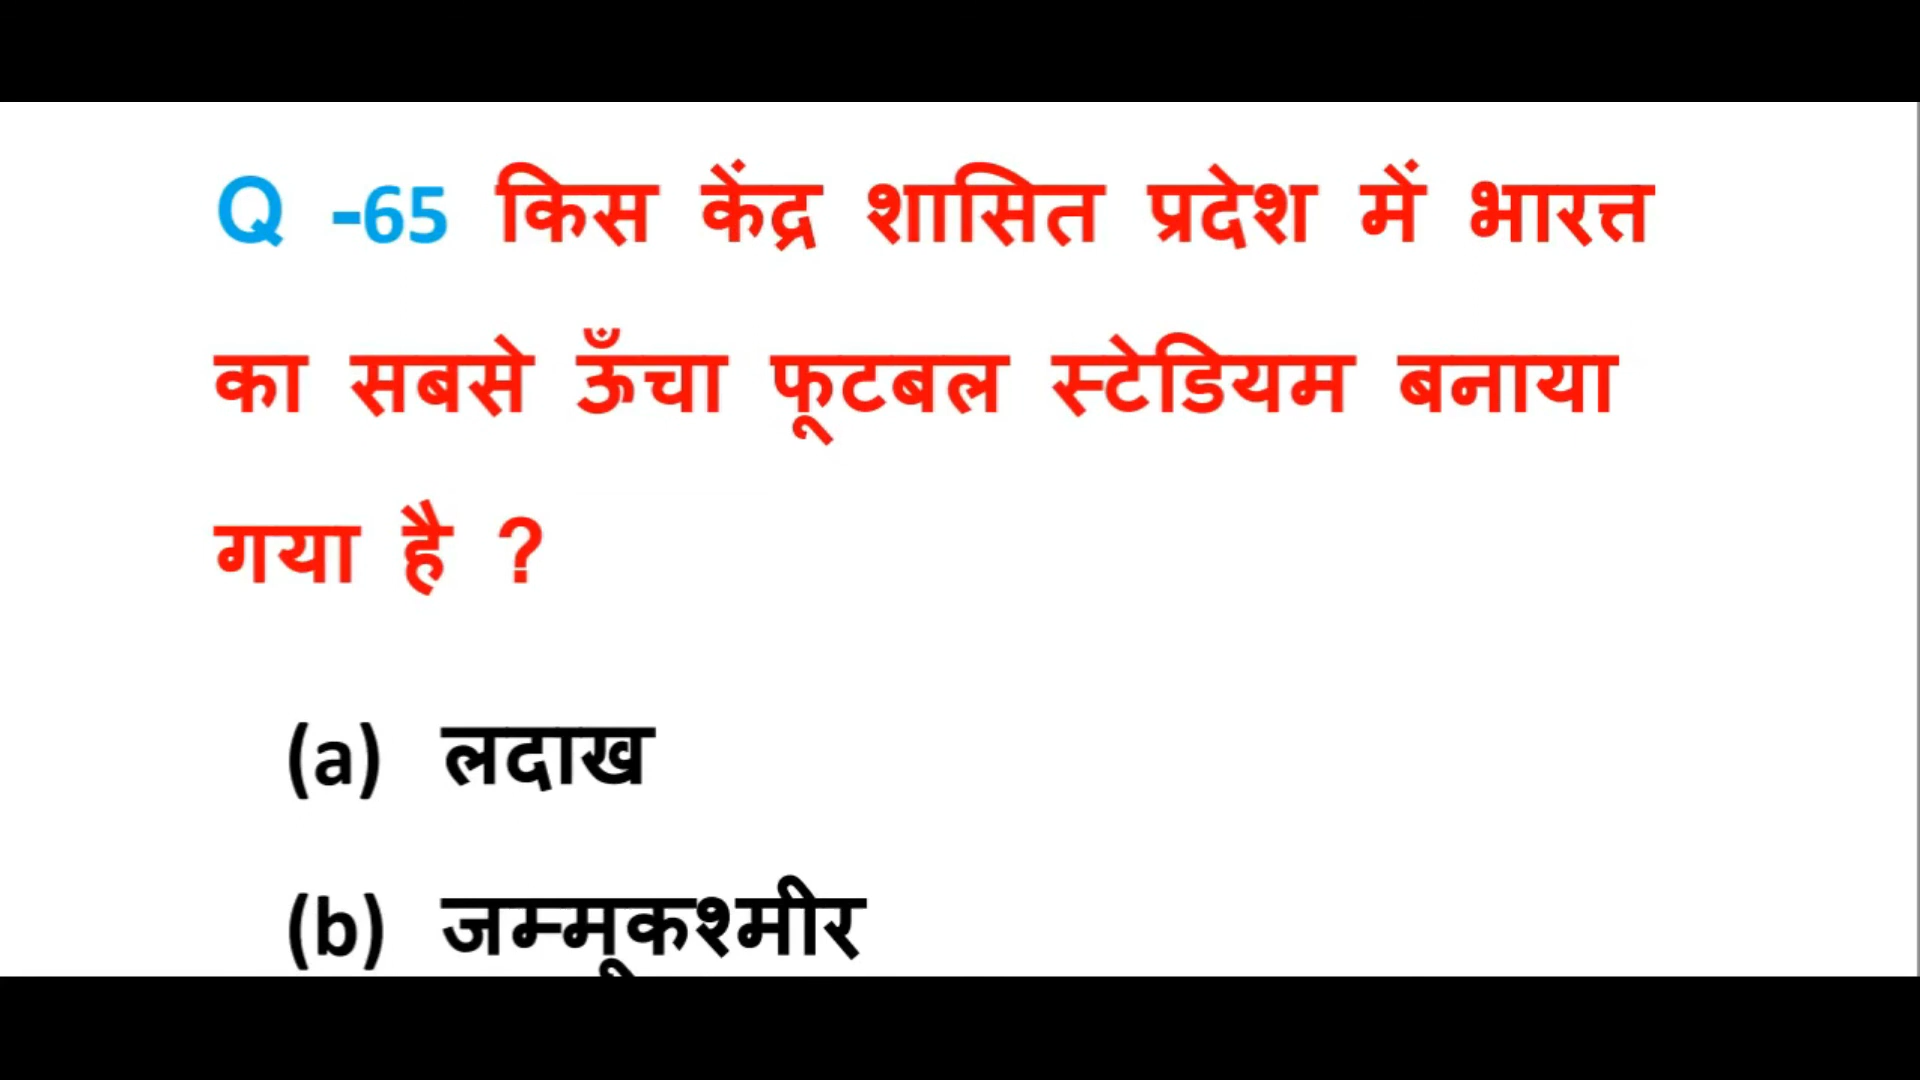 Q -65 किस केंद्र शासित प्रदेश में भारत
का सबसे ऊँचा फूटबल स्टेडियम बनाया
गया है ?
(a) लदाख
(b) जम्मूकश्मीर